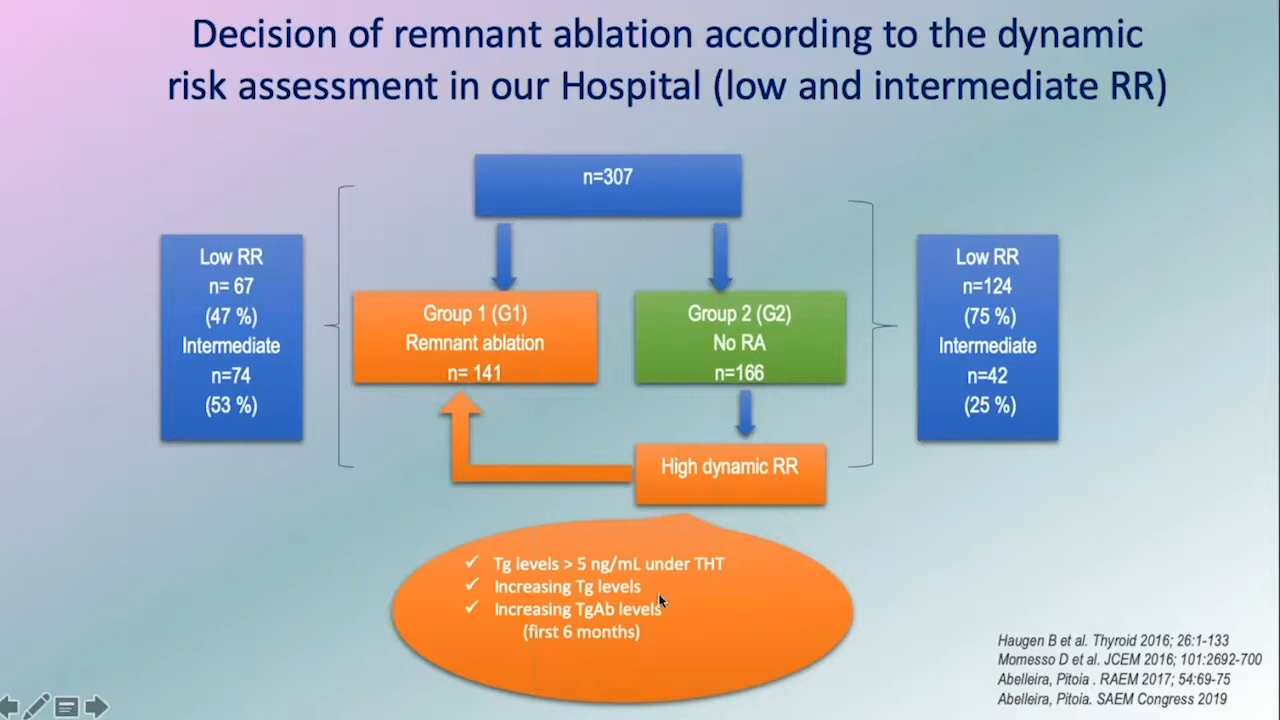 Decision of remnant ablation according to the dynamic
risk assessment in our Hospital (low and intermediate RR)
n=307
Low RR
n= 67
(47 %)
Intermediate
n=74
(53 %)
Group 1 (G1)
Remnant ablation
n= 141
Group 2 (G2)
No RA
n=166
Low RR
n=124
(75 %)
Intermediate
n=42
(25 %)
High dynamic RR
✓ Tg levels > 5 ng/mL under THT
✓ Increasing Tg levels
✓ Increasing TgAb levels
(first 6 months)
Haugen B et al. Thyroid 2016; 26:1-133
Momesso D et al. JCEM 2016; 101:2692-700
Abelleira, Pitoia . RAEM 2017; 54:69-75
Abelleira, Pitoia. SAEM Congress 2019